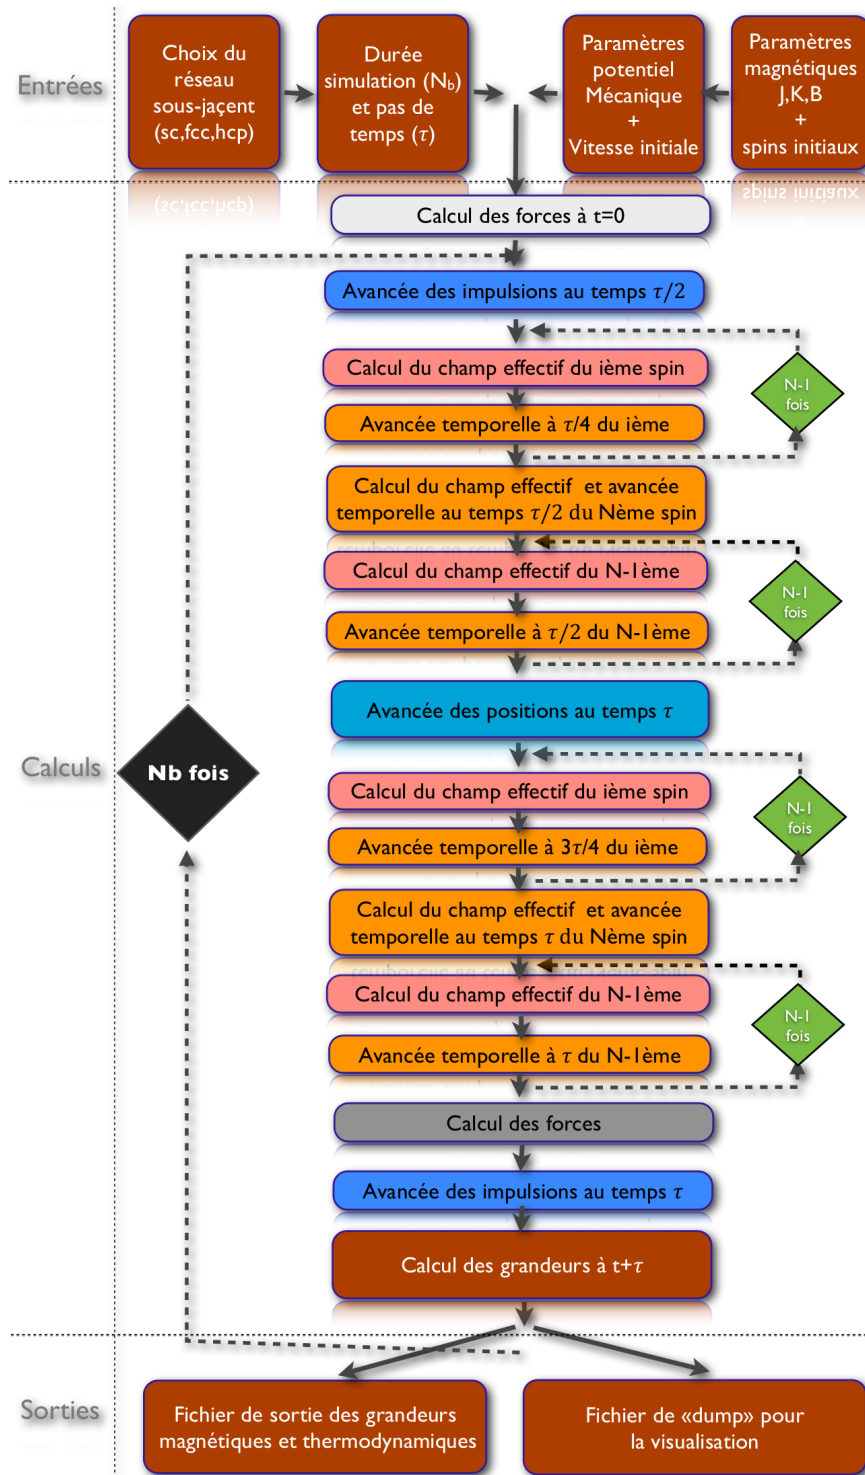 Entrées
Choix du
réseau
sous-jaçent
(sc,fcc,hcp)
Durée
simulation (Nb)
et pas de
temps (τ)
Paramètres
potentiel
Mécanique
+
Vitesse initiale
Paramètres
magnétiques
J,K,B
+
spins initiaux
Calculs
Calcul des forces à t=0
Avancée des impulsions au temps τ/2
Calcul du champ effectif du ième spin
Avancée temporelle à τ/4 du ième
N-1
fois
Calcul du champ effectif et avancée
temporelle au temps τ/2 du Nème spin
Calcul du champ effectif du N-1ème
Avancée temporelle à τ/2 du N-1ème
N-1
fois
Avancée des positions au temps τ
Nb fois
Calcul du champ effectif du ième spin
Avancée temporelle à 3τ/4 du ième
N-1
fois
Calcul du champ effectif et avancée
temporelle au temps τ du Nème spin
Calcul du champ effectif du N-1ème
Avancée temporelle à τ du N-1ème
N-1
fois
Calcul des forces
Avancée des impulsions au temps τ
Calcul des grandeurs à t+τ
Sorties
Fichier de sortie des grandeurs
magnétiques et thermodynamiques
Fichier de «dump» pour
la visualisation